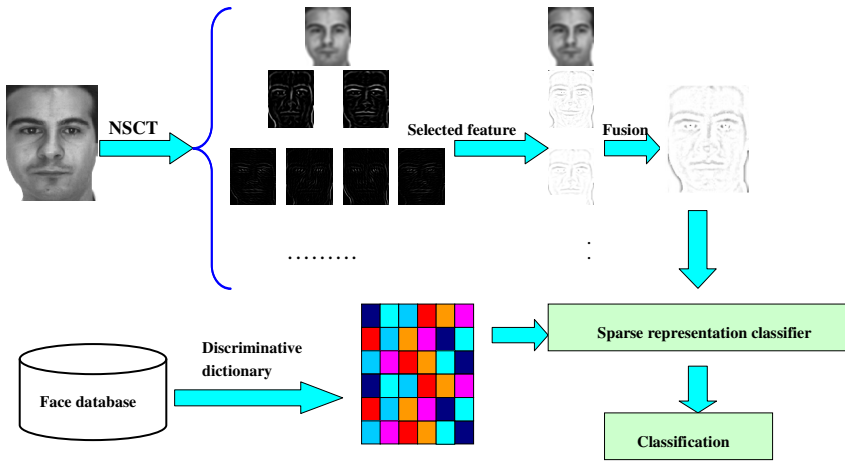 NSCT
Selected feature
Fusion
.........
:
Discriminative
dictionary
Face database
Sparse representation classifier
Classification